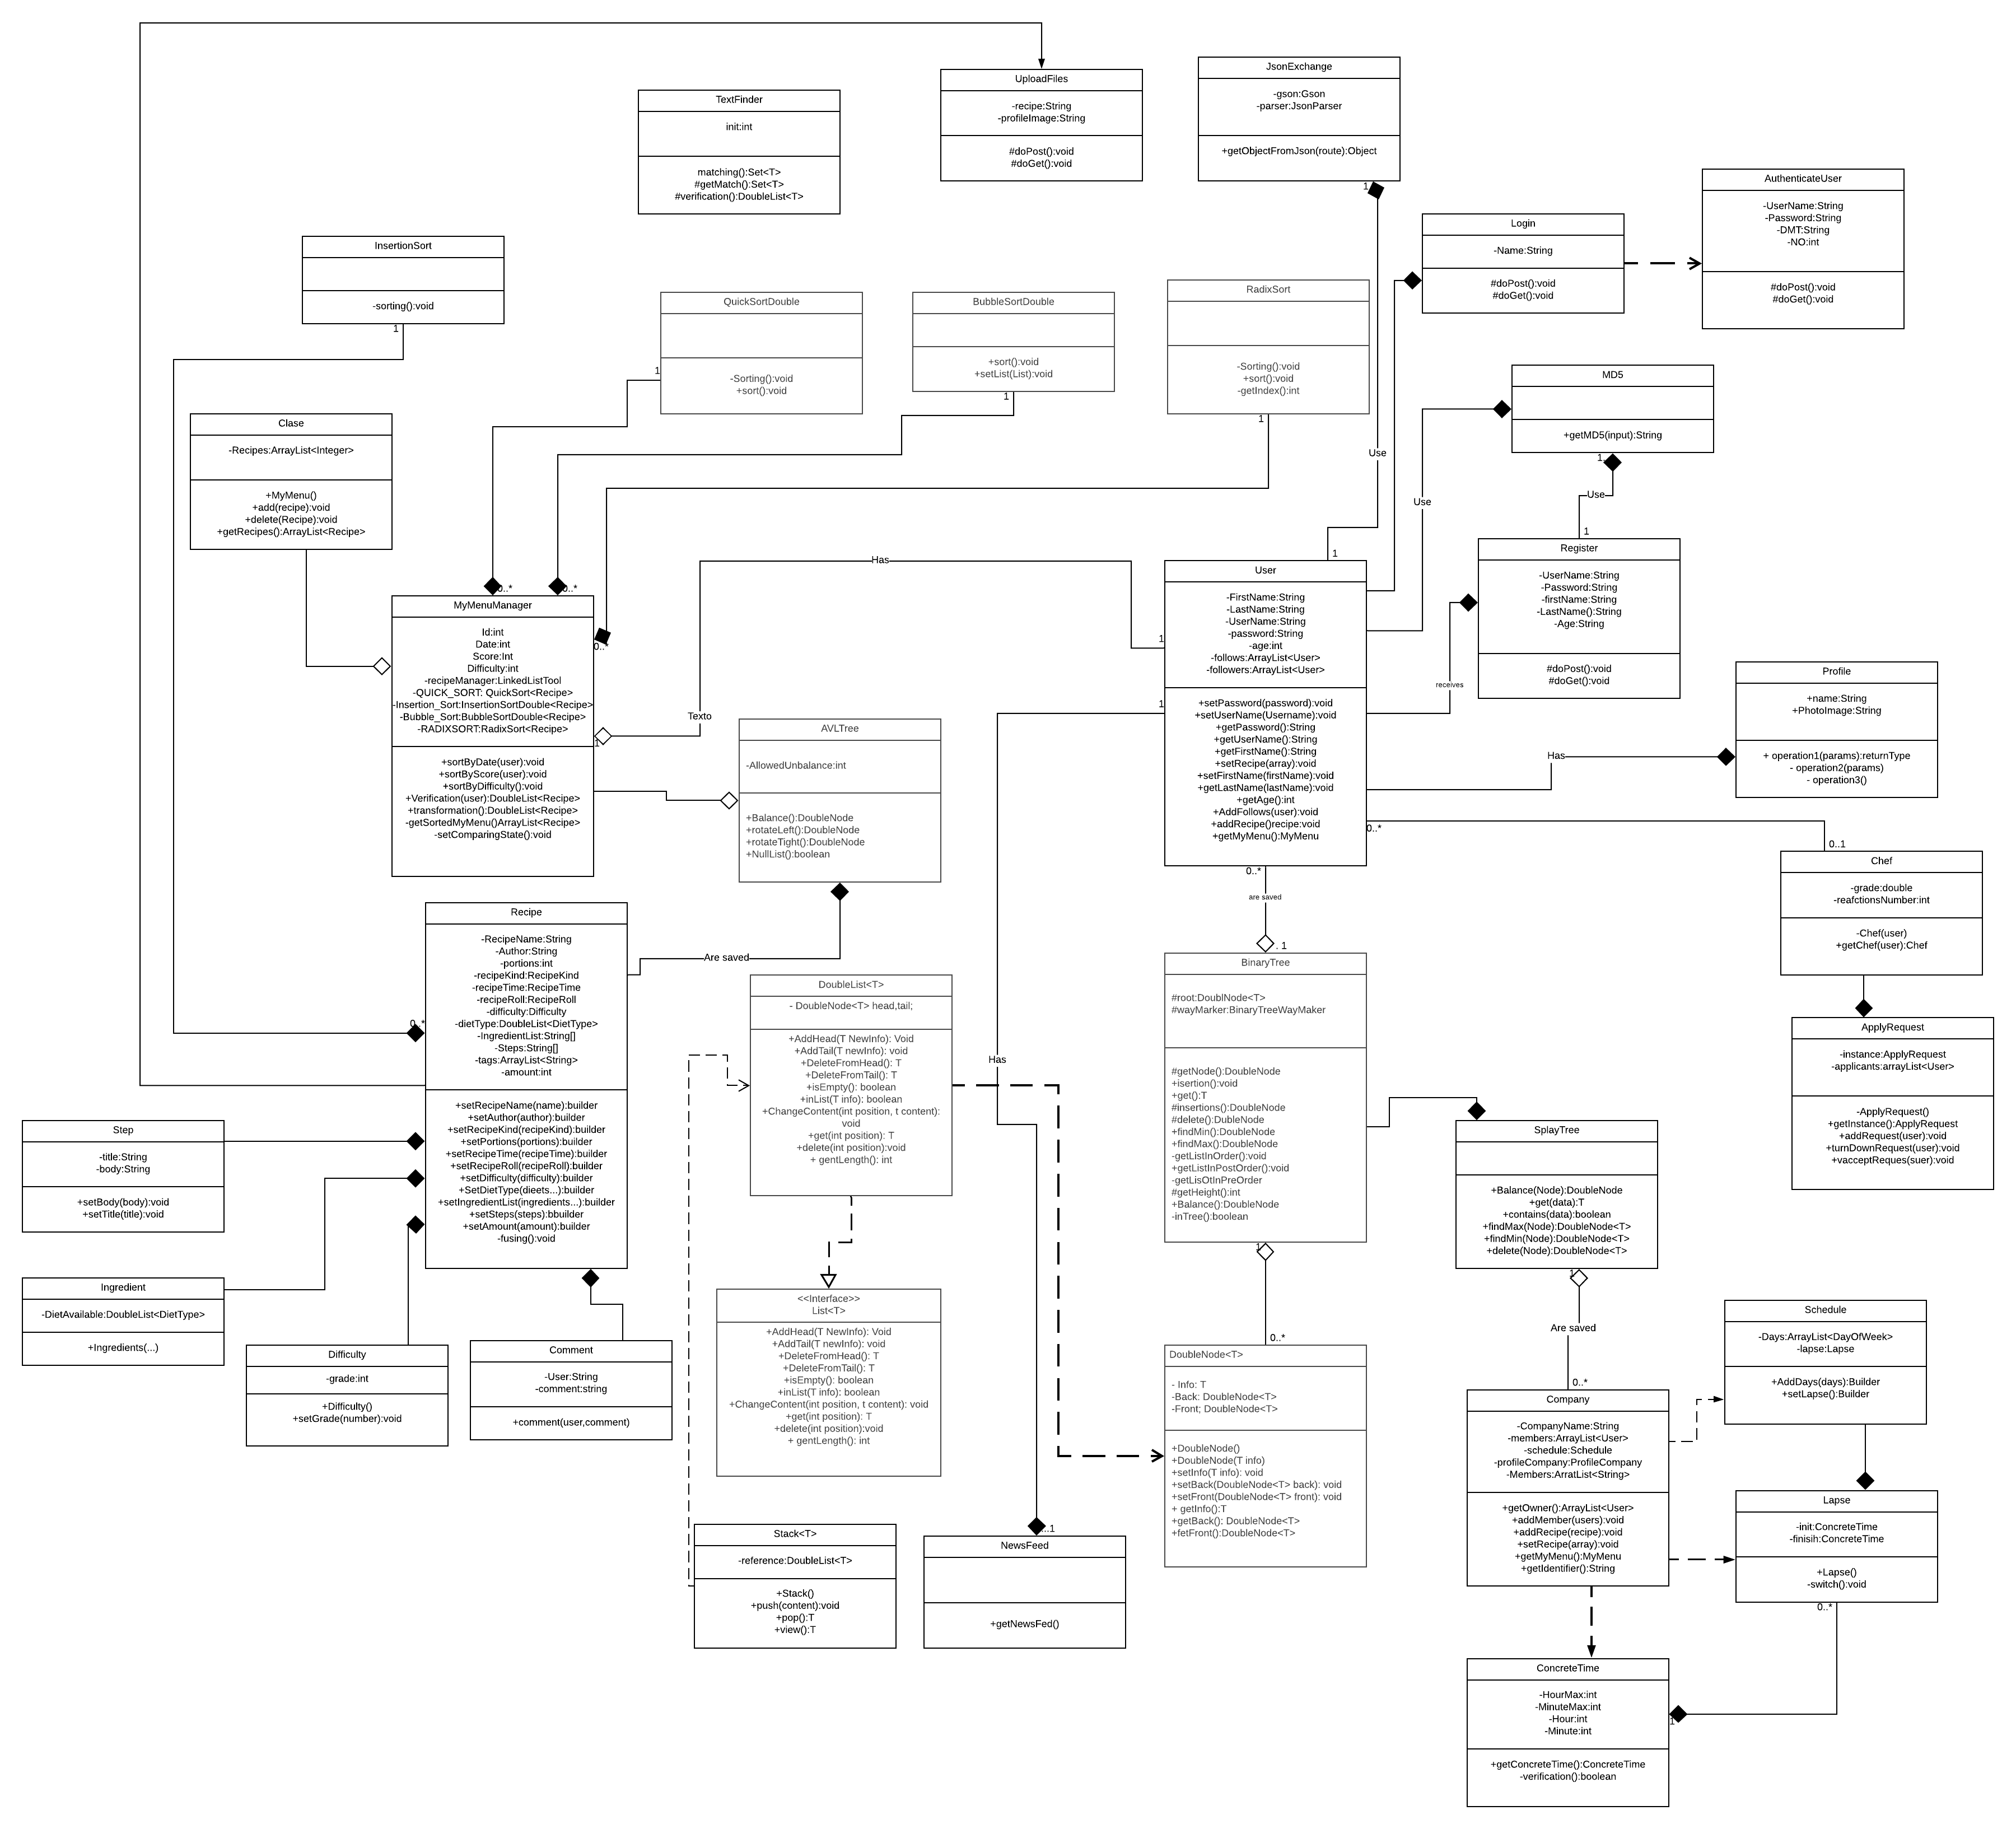 UploadFiles
-recipe:String
-profileImage:String
#doPost():void
#doGet():void
JsonExchange
-gson:Gson
-parser:JsonParser
+getObjectFromJson(route):Object
1
TextFinder
init:int
matching():Set<T>
#getMatch():Set<T>
#verification():DoubleList<T>
AuthenticateUser
-UserName:String
-Password:String
-DMT:String
-NO:int
#doPost():void
#doGet():void
Login
-Name:String
#doPost():void
#doGet():void
InsertionSort
-sorting():void
1
QuickSortDouble
-Sorting():void
+sort():void
1
BubbleSortDouble
+sort():void
+setList(List):void
1
RadixSort
-Sorting():void
+sort():void
-getIndex():int
1
MD5
+getMD5(input):String
1
Use
Use
Use
1
Clase
-Recipes:ArrayList<Integer>
+MyMenu()
+add(recipe):void
+delete(Recipe):void
+getRecipes():ArrayList<Recipe>
0..*
0..*
0..*
MyMenuManager
Id:int
Date:int
Score:Int
Difficulty:int
-recipeManager:LinkedListTool
-QUICK_SORT: QuickSort<Recipe>
-Insertion_Sort:InsertionSortDouble<Recipe>
-Bubble_Sort:BubbleSortDouble<Recipe>
-RADIXSORT:RadixSort<Recipe>
+sortByDate(user):void
+sortByScore(user):void
+sortByDifficulty():void
+Verification(user):DoubleList<Recipe>
+transformation():DoubleList<Recipe>
-getSortedMyMenu()ArrayList<Recipe>
-setComparingState():void
1
Has
Texto
1
1
1
User
-FirstName:String
-LastName:String
-UserName:String
-password:String
-age:int
-follows:ArrayList<User>
-followers:ArrayList<User>
+setPassword(password):void
+setUserName(Username):void
+getPassword():String
+getUserName():String
+getFirstName():String
+setRecipe(array):void
+setFirstName(firstName):void
+getLastName(lastName):void
+getAge():int
+AddFollows(user):void
+addRecipe()recipe:void
+getMyMenu():MyMenu
Register
-UserName:String
-Password:String
-firstName:String
-LastName():String
-Age:String
#doPost():void
#doGet():void
receives
Profile
+name:String
+PhotoImage:String
+ operation1(params):returnType
- operation2(params)
- operation3()
Has
0..*
0..1
Chef
-grade:double
-reafctionsNumber:int
-Chef(user)
+getChef(user):Chef
AVLTree
-AllowedUnbalance:int
+Balance():DoubleNode
+rotateLeft():DoubleNode
+rotateTight():DoubleNode
+NullList():boolean
0..*
are saved
. 1
Recipe
-RecipeName:String
-Author:String
-portions:int
-recipeKind:RecipeKind
-recipeTime:RecipeTime
-recipeRoll:RecipeRoll
-difficulty:Difficulty
-dietType:DoubleList<DietType>
-IngredientList:String[]
-Steps:String[]
-tags:ArrayList<String>
-amount:int
+setRecipeName(name):builder
+setAuthor(author):builder
+setRecipeKind(recipeKind):builder
+setPortions(portions):builder
+setRecipeTime(recipeTime):builder
+setRecipeRoll(recipeRoll):builder
+setDifficulty(difficulty):builder
+SetDietType(dieets...):builder
+setIngredientList(ingredients...):builder
+setSteps(steps):bbuilder
+setAmount(amount):builder
-fusing():void
0..*
Are saved
DoubleList<T>
- DoubleNode<T> head,tail;
+AddHead(T NewInfo): Void
+AddTail(T newInfo): void
+DeleteFromHead(): T
+DeleteFromTail(): T
+isEmpty(): boolean
+inList(T info): boolean
+ChangeContent(int position, t content):
void
+get(int position): T
+delete(int position):void
+ gentLength(): int
Has
BinaryTree
#root:DoublNode<T>
#wayMarker:BinaryTreeWayMaker
#getNode():DoubleNode
+isertion():void
+get():T
#insertions():DoubleNode
#delete():DubleNode
+findMin():DoubleNode
+findMax():DoubleNode
-getListInOrder():void
+getListInPostOrder():void
-getLisOtInPreOrder
#getHeight():int
+Balance():DoubleNode
-inTree():boolean
1
ApplyRequest
-instance:ApplyRequest
-applicants:arrayList<User>
-ApplyRequest()
+getInstance():ApplyRequest
+addRequest(user):void
+turnDownRequest(user):void
+vacceptReques(suer):void
SplayTree
+Balance(Node):DoubleNode
+get(data):T
+contains(data):boolean
+findMax(Node):DoubleNode<T>
+findMin(Node):DoubleNode<T>
+delete(Node):DoubleNode<T>
1
Are saved
0..*
Step
-title:String
-body:String
+setBody(body):void
+setTitle(title):void
Ingredient
-DietAvailable:DoubleList<DietType>
+Ingredients(...)
Difficulty
-grade:int
+Difficulty()
+setGrade(number):void
Comment
-User:String
-comment:string
+comment(user,comment)
<<Interface>>
List<T>
+AddHead(T NewInfo): Void
+AddTail(T newInfo): void
+DeleteFromHead(): T
+DeleteFromTail(): T
+isEmpty(): boolean
+inList(T info): boolean
+ChangeContent(int position, t content): void
+get(int position): T
+delete(int position):void
+ gentLength(): int
0..*
DoubleNode<T>
- Info: T
-Back: DoubleNode<T>
-Front; DoubleNode<T>
+DoubleNode()
+DoubleNode(T info)
+setInfo(T info): void
+setBack(DoubleNode<T> back): void
+setFront(DoubleNode<T> front): void
+ getInfo():T
+getBack(); DoubleNode<T>
+fetFront():DoubleNode<T>
Schedule
-Days:ArrayList<DayOfWeek>
-lapse:Lapse
+AddDays(days):Builder
+setLapse():Builder
Company
-CompanyName:String
-members:ArrayList<User>
-schedule:Schedule
-profileCompany:ProfileCompany
-Members:ArratList<String>
+getOwner():ArrayList<User>
+addMember(users):void
+addRecipe(recipe):void
+setRecipe(array):void
+getMyMenu():MyMenu
+getIdentifier():String
Lapse
-init:ConcreteTime
-finisih:ConcreteTime
+Lapse()
-switch():void
0..*
Stack<T>
-reference:DoubleList<T>
+Stack()
+push(content):void
+pop():T
+view():T
..1
NewsFeed
+getNewsFed()
ConcreteTime
-HourMax:int
-MinuteMax:int
-Hour:int
-Minute:int
+getConcreteTime():ConcreteTime
-verification():boolean
1